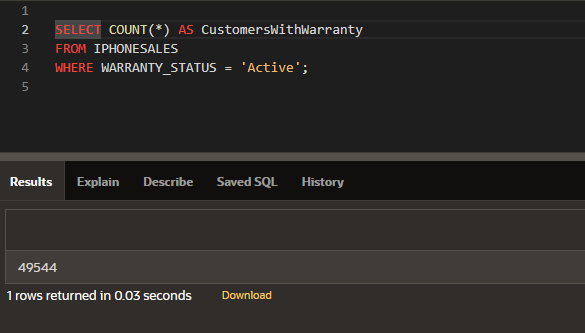 1
2 SELECT COUNT(*) AS CustomersWithWarranty
3 FROM IPHONESALES
4 WHERE WARRANTY_STATUS = 'Active';
5
Results Explain Describe Saved SQL History
49544
1 rows returned in 0.03 seconds Download